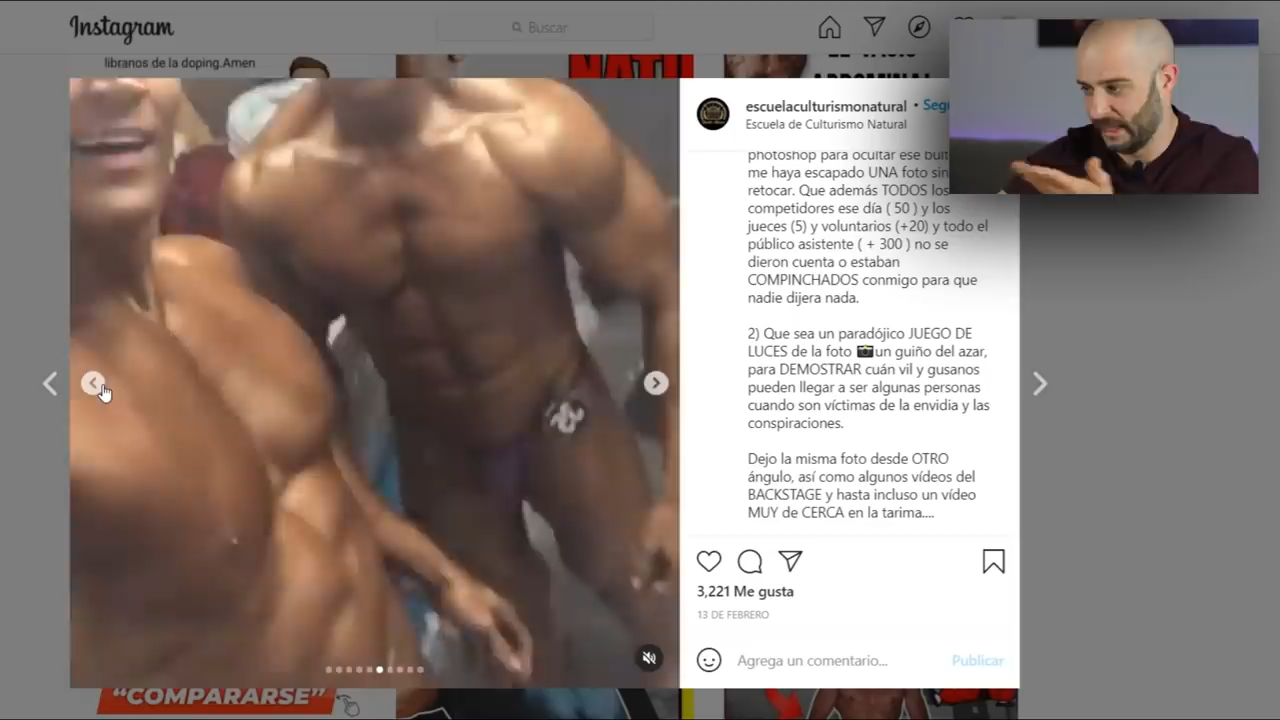 Instagram
Buscar
libranos de la doping.Amen
escuelaculturismonatural •
Escuela de Culturismo Natural
photoshop para ocultar ese
me haya escapado UNA foto sin
retocar. Que además TODOS los
competidores ese día ( 50 ) y los
jueces (5) y voluntarios (+20) y todo el
público asistente ( + 300 ) no se
dieron cuenta o estaban
COMPINCHADOS conmigo para que
nadie dijera nada.
2) Que sea un paradójico JUEGO DE
LUCES de la foto 📷un guiño del azar,
para DEMOSTRAR cuán vil y gusanos
pueden llegar a ser algunas personas
cuando son víctimas de la envidia y las
conspiraciones.
Dejo la misma foto desde OTRO
ángulo, así como algunos vídeos del
BACKSTAGE y hasta incluso un vídeo
MUY de CERCA en la tarima....
3,221 Me gusta
13 DE FEBRERO
Agrega un comentario...
Publicar
“COMPARARSE”